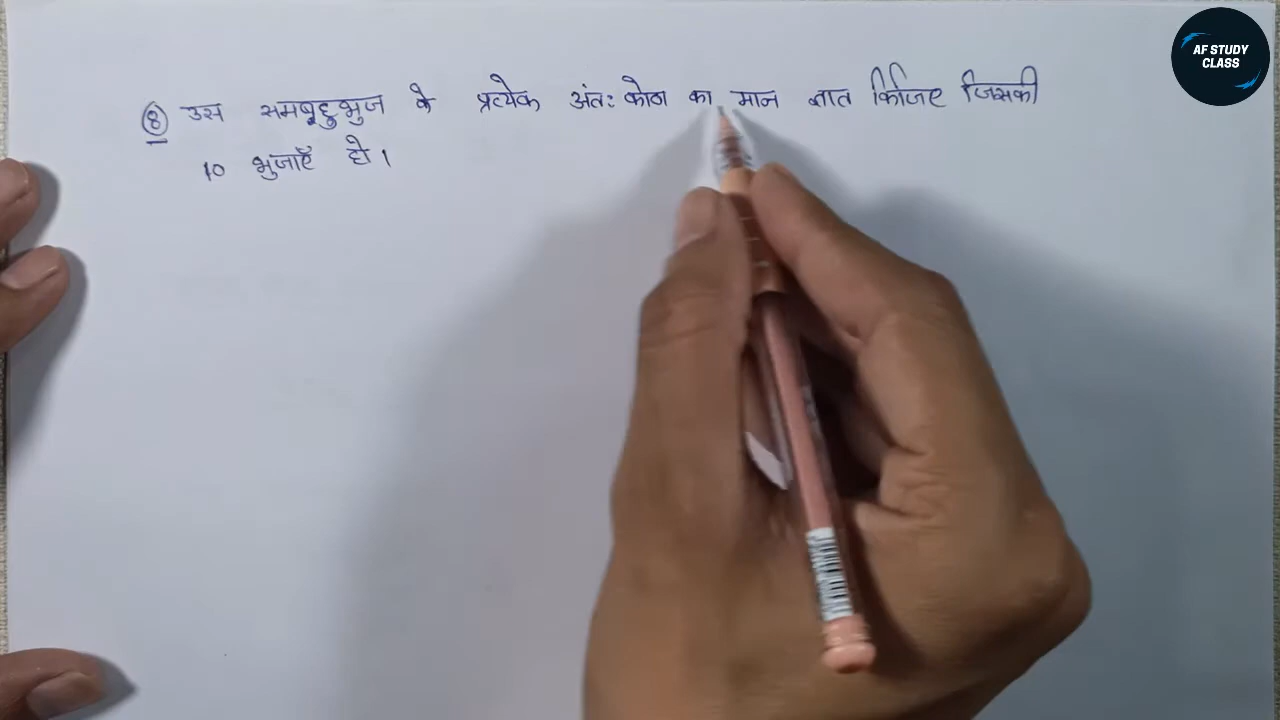 AF STUDY
CLASS
⑧ उस समबहुभुज के प्रत्येक अंतः कोण का मान ज्ञात किजिए जिसकी
10 भुजाएँ हो।